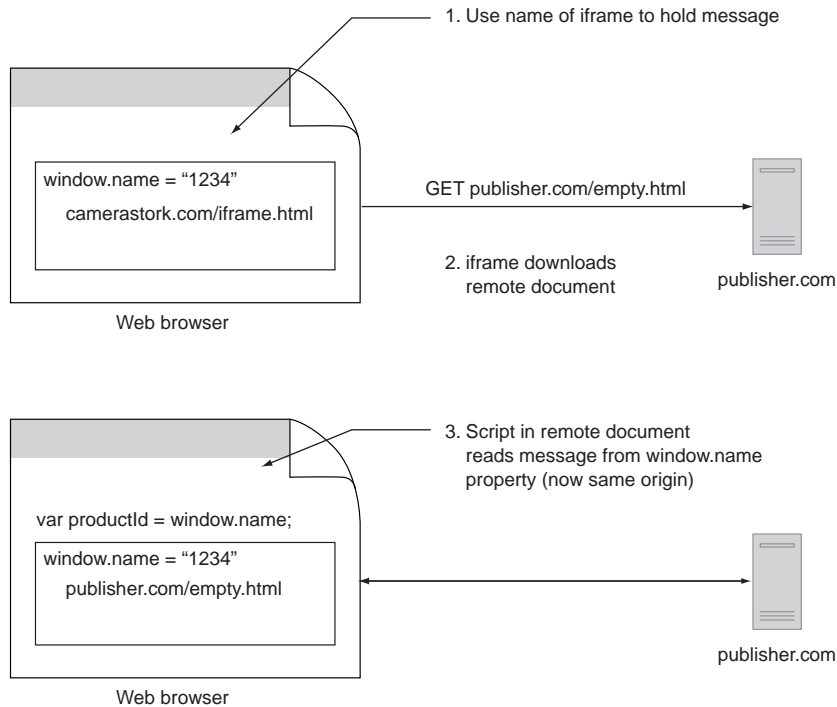 1. Use name of iframe to hold message
window.name = “1234”
camerastork.com/iframe.html
GET publisher.com/empty.html
2. iframe downloads
remote document
publisher.com
Web browser
3. Script in remote document
reads message from window.name
property (now same origin)
var productId = window.name;
window.name = “1234”
publisher.com/empty.html
publisher.com
Web browser